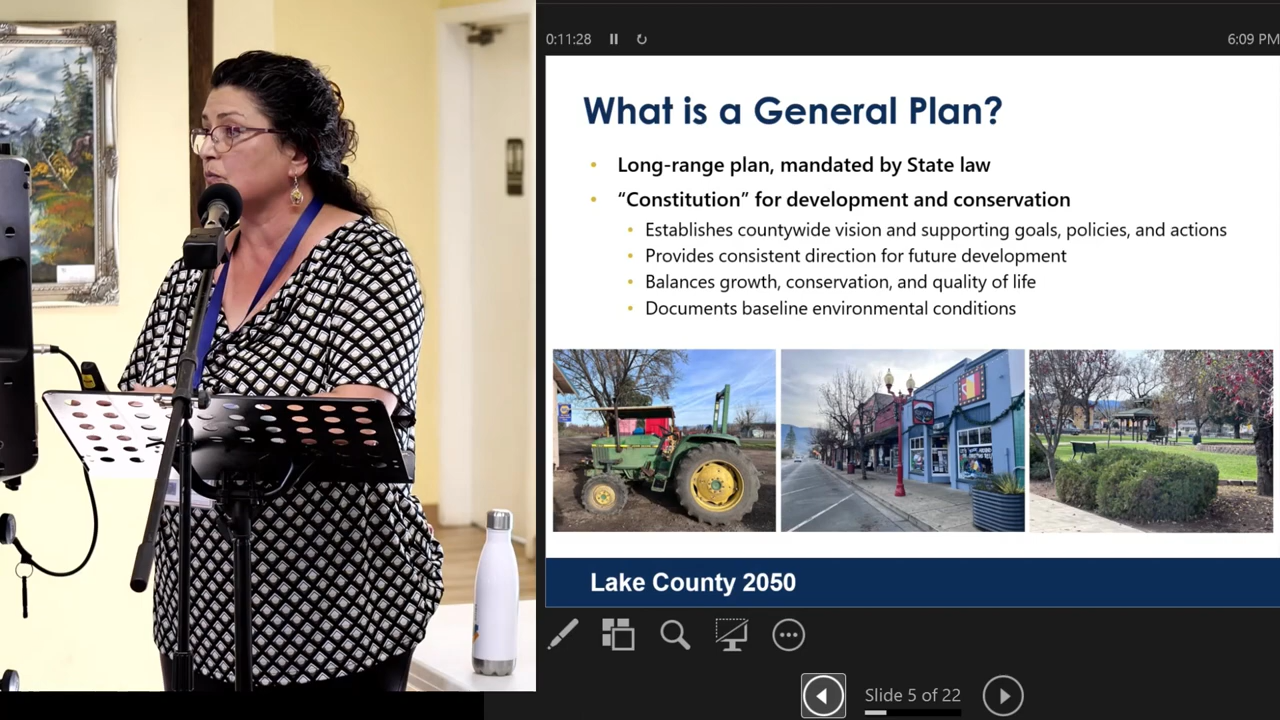 0:11:28
6:09 PM
What is a General Plan?
• Long-range plan, mandated by State law
• “Constitution” for development and conservation
• Establishes countywide vision and supporting goals, policies, and actions
• Provides consistent direction for future development
• Balances growth, conservation, and quality of life
• Documents baseline environmental conditions
Lake County 2050
Slide 5 of 22